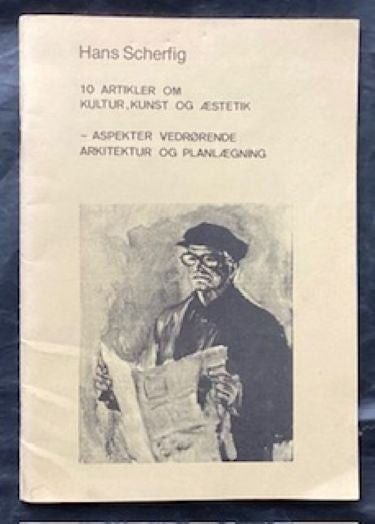 Hans Scherfig
10 ARTIKLER OM
KULTUR, KUNST OG ÆSTETIK
- ASPEKTER VEDRØRENDE
ARKITEKTUR OG PLANLÆGNING